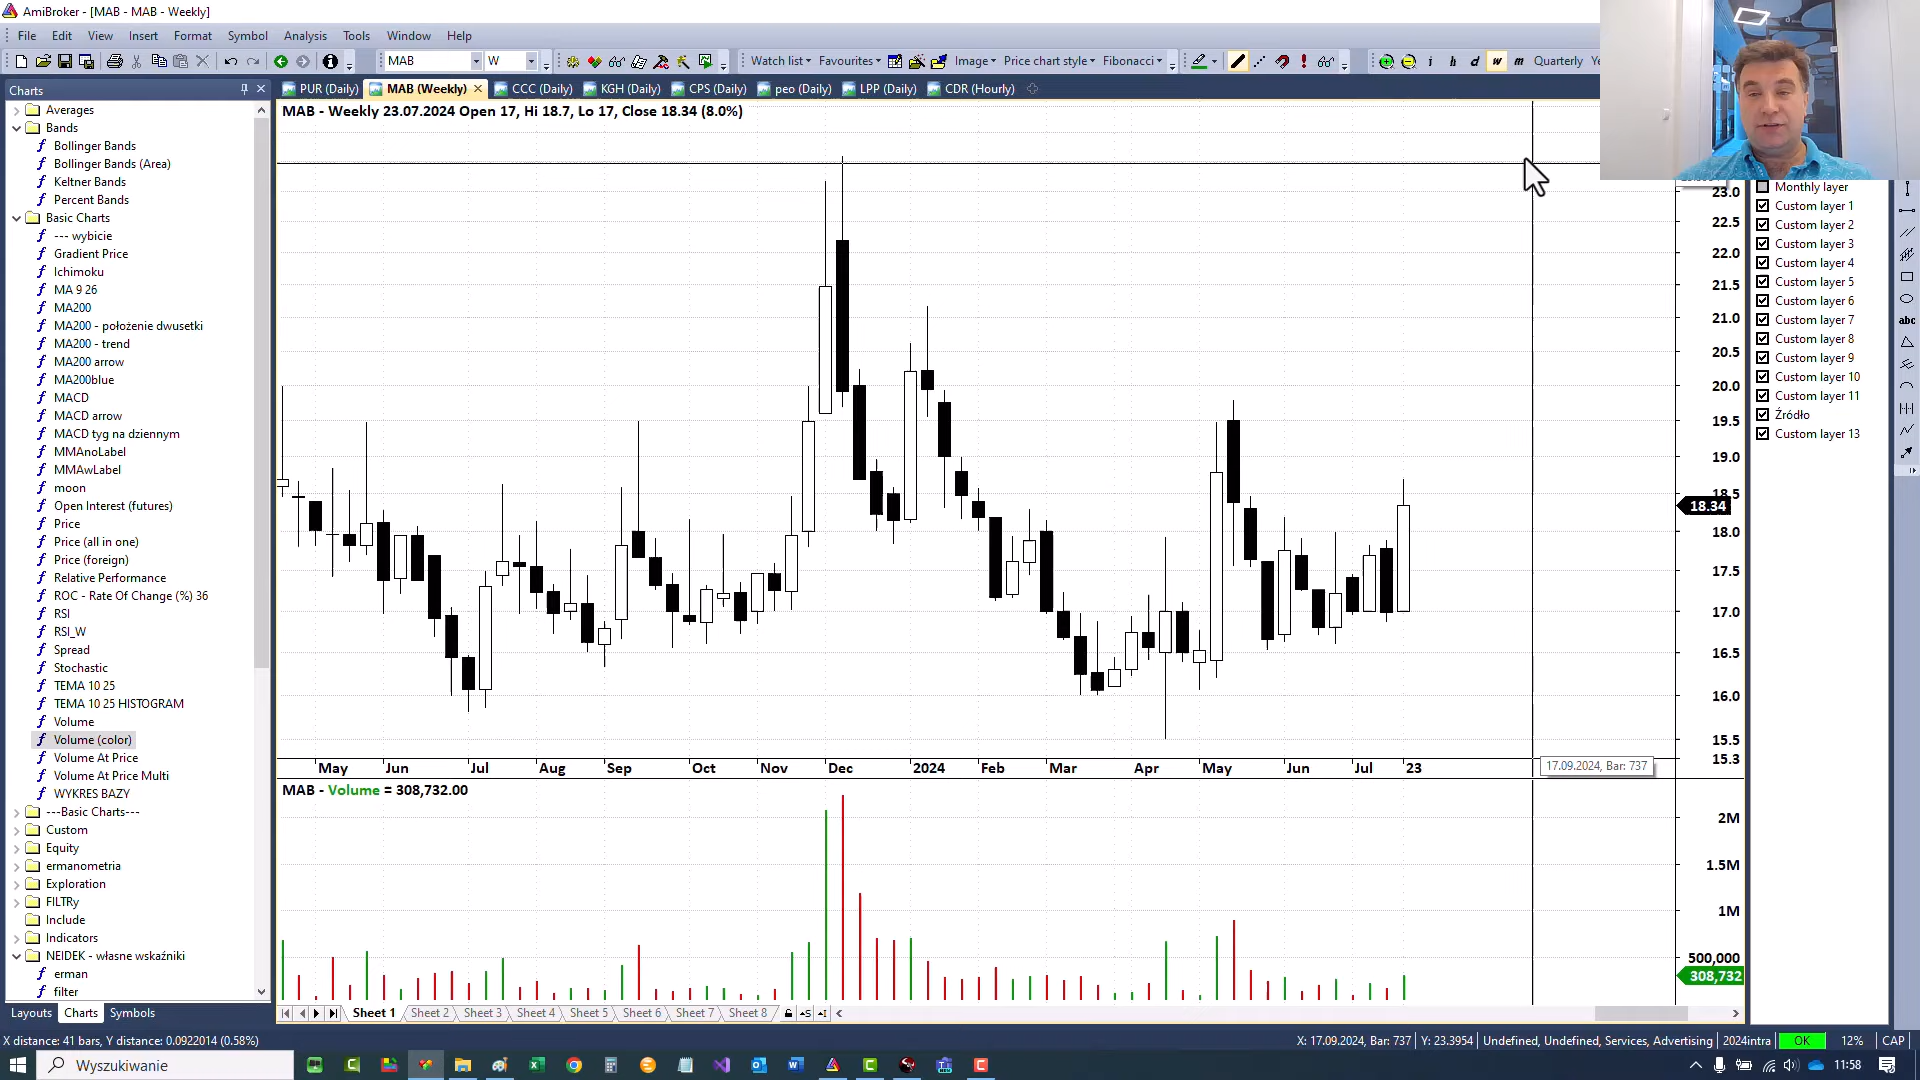 AmiBroker - [MAB - MAB - Weekly]
File Edit View Insert Format Symbol Analysis Tools Window Help
MAB W Watch list Favourites Image Price chart style Fibonacci i h d w m Quarterly
Charts
PUR (Daily) MAB (Weekly) CCC (Daily) KGH (Daily) CPS (Daily) peo (Daily) LPP (Daily) CDR (Hourly)
MAB - Weekly 23.07.2024 Open 17, Hi 18.7, Lo 17, Close 18.34 (8.0%)
Averages
Bands
Bollinger Bands
Bollinger Bands (Area)
Keltner Bands
Percent Bands
Basic Charts
--- wybicie
Gradient Price
Ichimoku
MA 9 26
MA200
MA200 - położenie dwusetki
MA200 - trend
MA200 arrow
MA200blue
MACD
MACD arrow
MACD tyg na dziennym
MMAnoLabel
MMAwLabel
moon
Open Interest (futures)
Price
Price (all in one)
Price (foreign)
Relative Performance
ROC - Rate Of Change (%) 36
RSI
RSI_W
Spread
Stochastic
TEMA 10 25
TEMA 10 25 HISTOGRAM
Volume
Volume (color)
Volume At Price
Volume At Price Multi
WYKRES BAZY
---Basic Charts---
Custom
Equity
ermanometria
Exploration
FILTRy
Include
Indicators
NEIDEK - własne wskaźniki
erman
filter
Layouts Charts Symbols
23.0
22.5
22.0
21.5
21.0
20.5
20.0
19.5
19.0
18.5
18.34
18.0
17.5
17.0
16.5
16.0
15.5
15.3
May Jun Jul Aug Sep Oct Nov Dec 2024 Feb Mar Apr May Jun Jul 23
17.09.2024, Bar: 737
MAB - Volume = 308,732.00
2M
1.5M
1M
500,000
308,732
Sheet 1 Sheet 2 Sheet 3 Sheet 4 Sheet 5 Sheet 6 Sheet 7 Sheet 8
Monthly layer
Custom layer 1
Custom layer 2
Custom layer 3
Custom layer 4
Custom layer 5
Custom layer 6
Custom layer 7
Custom layer 8
Custom layer 9
Custom layer 10
Custom layer 11
Źródło
Custom layer 13
abc
X distance: 41 bars, Y distance: 0.0922014 (0.58%)
X: 17.09.2024, Bar: 737 Y: 23.3954 Undefined, Undefined, Services, Advertising 2024intra OK 12% CAP
Wyszukiwanie
11:58